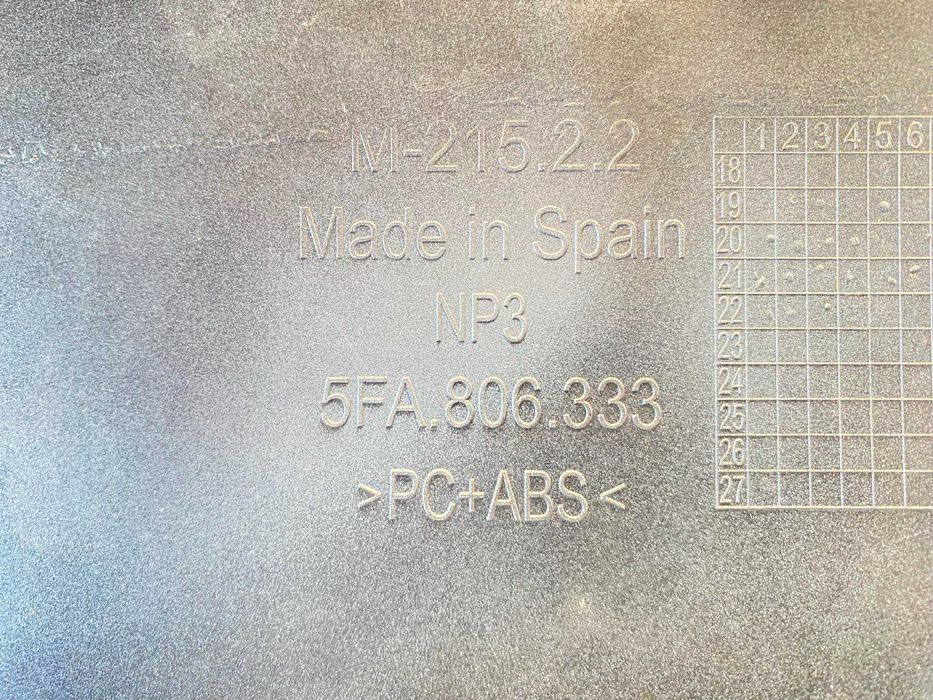 M-215.2.2
Made in Spain
NP3
5FA.806.333
>PC+ABS<
1 2 3 4 5 6
18
19
20
21
22
23
24
25
26
27